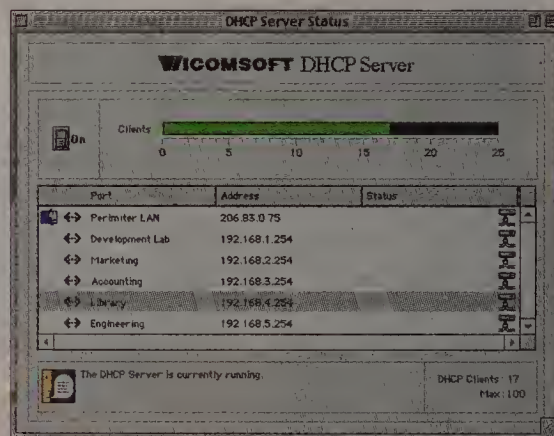 DHCP Server Status
VICOMSOFT DHCP Server
On
Clients
0 5 10 15 20 25
Port Address Status
Perimiter LAN 206.83.0.75
Development Lab 192.168.1.254
Marketing 192.168.2.254
Accounting 192.168.3.254
Library 192.168.4.254
Engineering 192.168.5.254
The DHCP Server is currently running.
DHCP Clients : 17
Max : 100